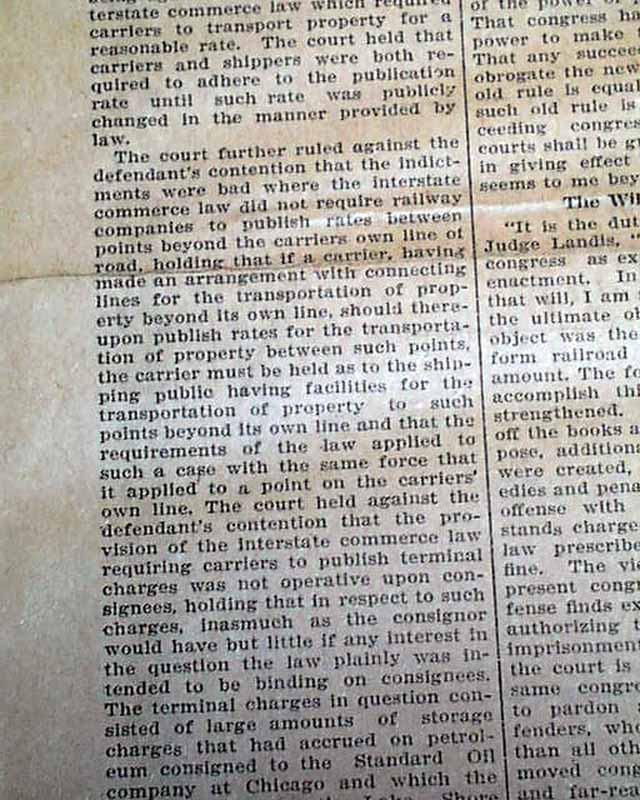 terstate commerce law which required
carriers to transport property for a
reasonable rate. The court held that
carriers and shippers were both re-
quired to adhere to the publication
rate until such rate was publicly
changed in the manner provided by
law.
The court further ruled against the
defendant's contention that the indict-
ments were bad where the interstate
commerce law did not require railway
companies to publish rates between
points beyond the carriers own line of
road, holding that if a carrier, having
made an arrangement with connecting
lines for the transportation of prop-
erty beyond its own line, should there-
upon publish rates for the transporta-
tion of property between such points,
the carrier must be held as to the ship-
ping public having facilities for the
transportation of property to such
points beyond its own line and that the
requirements of the law applied to
such a case with the same force that
it applied to a point on the carriers'
own line. The court held against the
defendant's contention that the pro-
vision of the interstate commerce law
requiring carriers to publish terminal
charges was not operative upon con-
signees, holding that in respect to such
charges, inasmuch as the consignor
would have but little if any interest in
the question the law plainly was in-
tended to be binding on consignees.
The terminal charges in question con-
sisted of large amounts of storage
charges that had accrued on petrol-
eum consigned to the Standard Oil
company at Chicago and which the
Lake Shore
of the power
That congress
power to make
That any succee
obrogate the new
old rule is equal
such old rule is
ceeding congres
courts shall be
in giving effect
seems to me bey
The Wil
"It is the dut
Judge Landis, "
congress as ex
enactment. In
that will, I am
the ultimate ob
object was the
form railroad
amount. The fo
accomplish thi
strengthened.
off the books a
pose, additiona
were created,
edies and pena
offense with
stands charge
law prescribe
fine. The vie
present congr
fense finds ex
authorizing t
imprisonment
the court is
same congre
to pardon
fenders, who
than all oth
moved cong
and far-rea